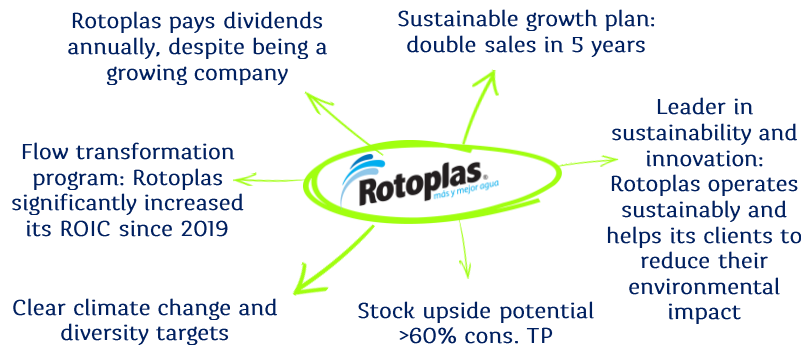 Rotoplas pays dividends
annually, despite being a
growing company
Sustainable growth plan:
double sales in 5 years
Leader in
sustainability and
innovation:
Rotoplas operates
sustainably and
helps its clients to
reduce their
environmental
impact
Flow transformation
program: Rotoplas
significantly increased
its ROIC since 2019
Rotoplas®
más y mejor agua
Clear climate change and
diversity targets
Stock upside potential
>60% cons. TP